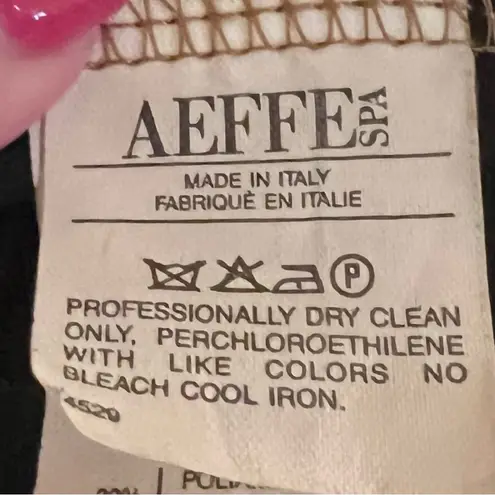 AEFFE SPA
MADE IN ITALY
FABRIQUÈ EN ITALIE
P
PROFESSIONALLY DRY CLEAN
ONLY. PERCHLOROETHILENE
WITH LIKE COLORS NO
BLEACH COOL IRON.
4520